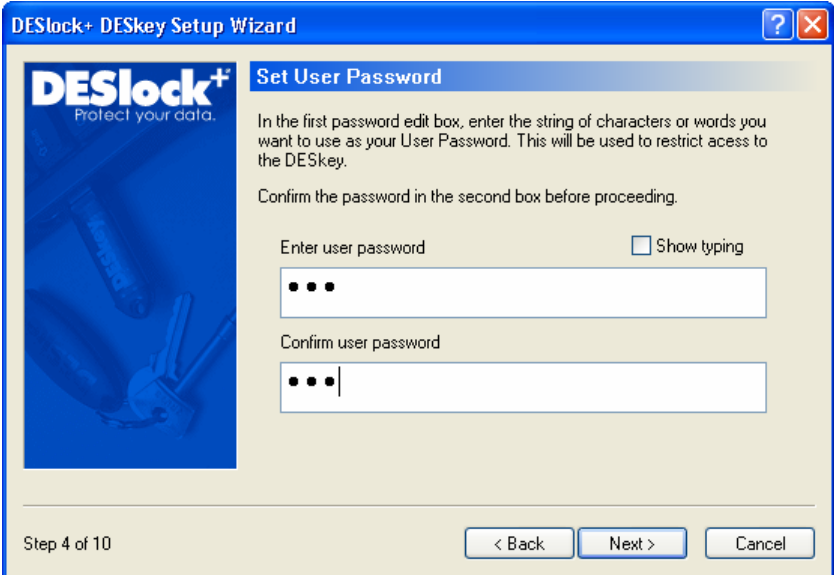 DESlock+ DESkey Setup Wizard
DESlock+
Protect your data.
Set User Password
In the first password edit box, enter the string of characters or words you
want to use as your User Password. This will be used to restrict acess to
the DESkey.
Confirm the password in the second box before proceeding.
Enter user password
Show typing
•••
Confirm user password
•••
Step 4 of 10
< Back
Next >
Cancel